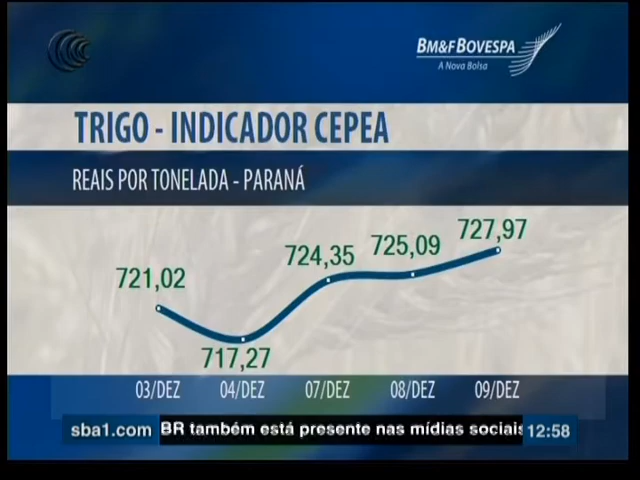 BM&FBOVESPA
A Nova Bolsa
TRIGO - INDICADOR CEPEA
REAIS POR TONELADA - PARANÁ
721,02
717,27
724,35
725,09
727,97
03/DEZ 04/DEZ 07/DEZ 08/DEZ 09/DEZ
sba1.com BR também está presente nas mídias sociais 12:58